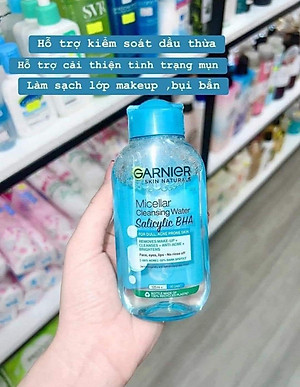 Hỗ trợ kiểm soát dầu thừa
Hỗ trợ cải thiện tình trạng mụn
Làm sạch lớp makeup ,bụi bẩn
GARNIER
SKIN NATURALS
Micellar
Cleansing Water
Salicylic BHA
FOR DULL, ACNE PRONE SKIN
REMOVES MAKE-UP +
CLEANSES + ANTI-ACNE +
BRIGHTENS
Face, eyes, lips - No rinse